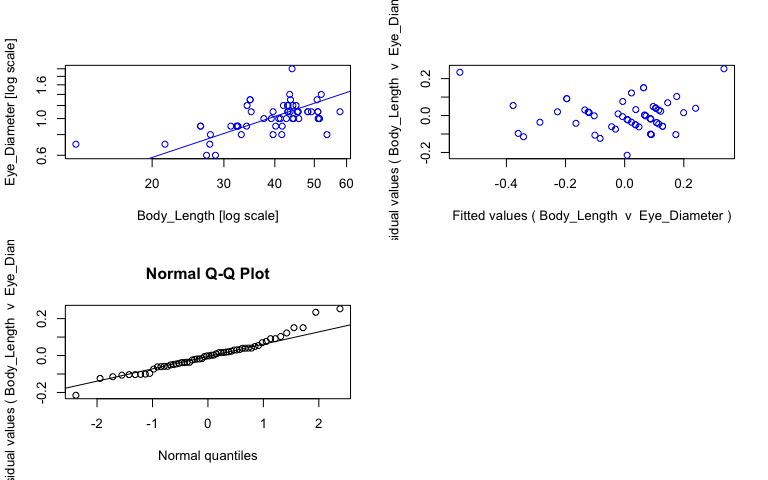 Eye_Diameter [log scale]
0.6 1.0 1.6
20 30 40 50 60
Body_Length [log scale]
sidual values ( Body_Length v Eye_Dian
-0.2 0.0 0.2
-0.4 -0.2 0.0 0.2
Fitted values ( Body_Length v Eye_Diameter )
Normal Q-Q Plot
sidual values ( Body_Length v Eye_Dian
-0.2 0.0 0.2
-2 -1 0 1 2
Normal quantiles